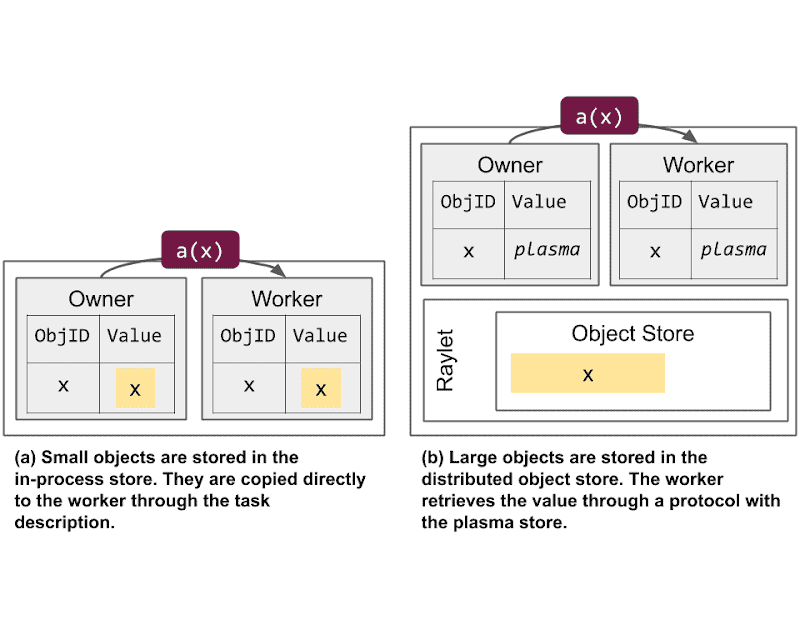 a(x)
Owner
Worker
ObjID Value
ObjID Value
x x
x x
(a) Small objects are stored in the
in-process store. They are copied directly
to the worker through the task
description.
a(x)
Owner
Worker
ObjID Value
ObjID Value
x plasma
x plasma
Raylet
Object Store
x
(b) Large objects are stored in the
distributed object store. The worker
retrieves the value through a protocol with
the plasma store.